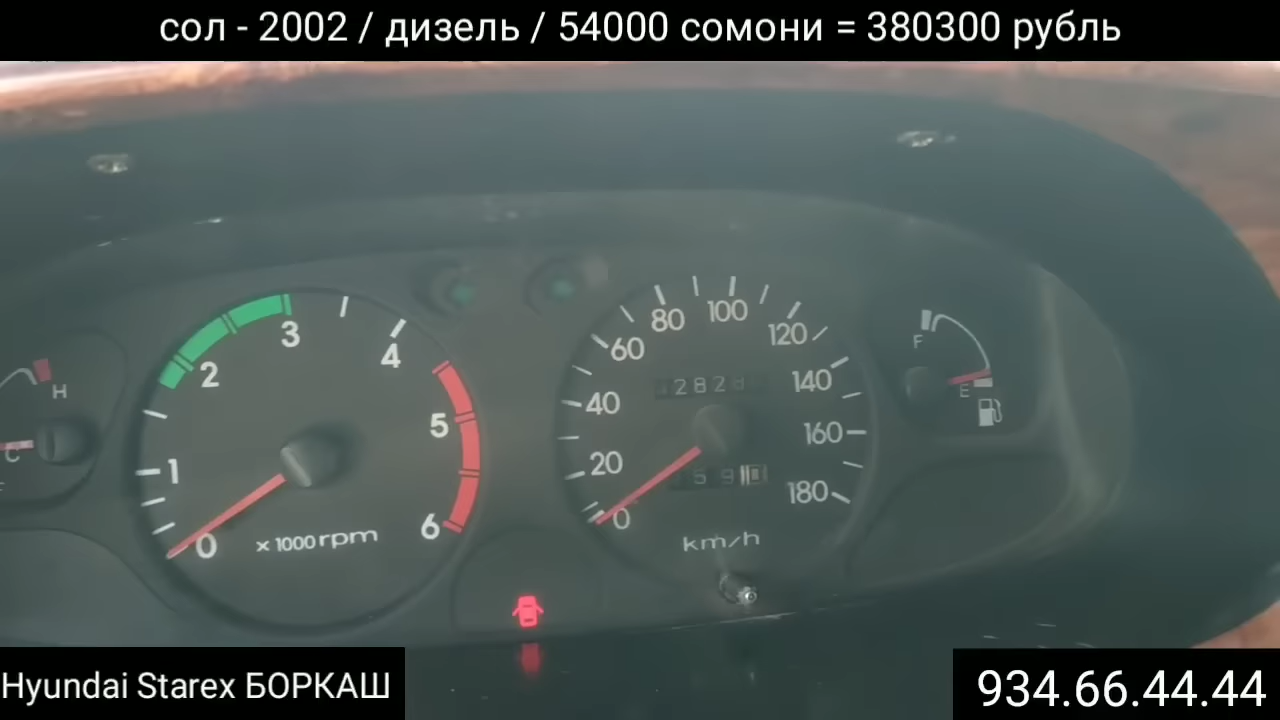 сол - 2002 / дизель / 54000 сомони = 380300 рубль
H
C
1
2
3
4
5
6
0
x 1000 rpm
0
20
40
60
80
100
120
140
160
180
km/h
F
E
Hyundai Starex БОРКАШ
934.66.44.44